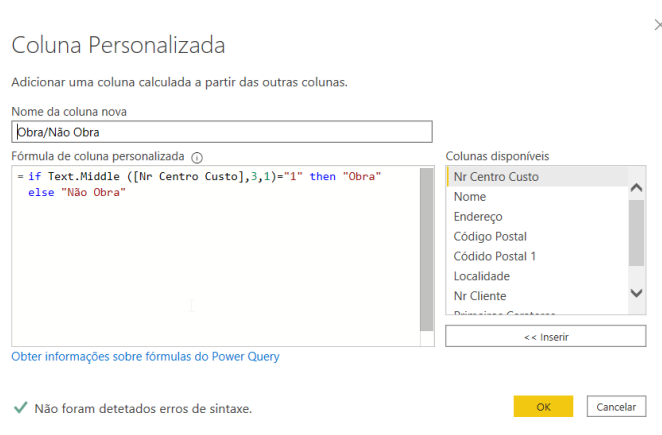 Coluna Personalizada
Adicionar uma coluna calculada a partir das outras colunas.
Nome da coluna nova
Obra/Não Obra
Fórmula de coluna personalizada
Colunas disponíveis
= if Text.Middle ([Nr Centro Custo],3,1)="1" then "Obra"
else "Não Obra"
Nr Centro Custo
Nome
Endereço
Código Postal
Códido Postal 1
Localidade
Nr Cliente
<< Inserir
Obter informações sobre fórmulas do Power Query
Não foram detetados erros de sintaxe.
OK
Cancelar